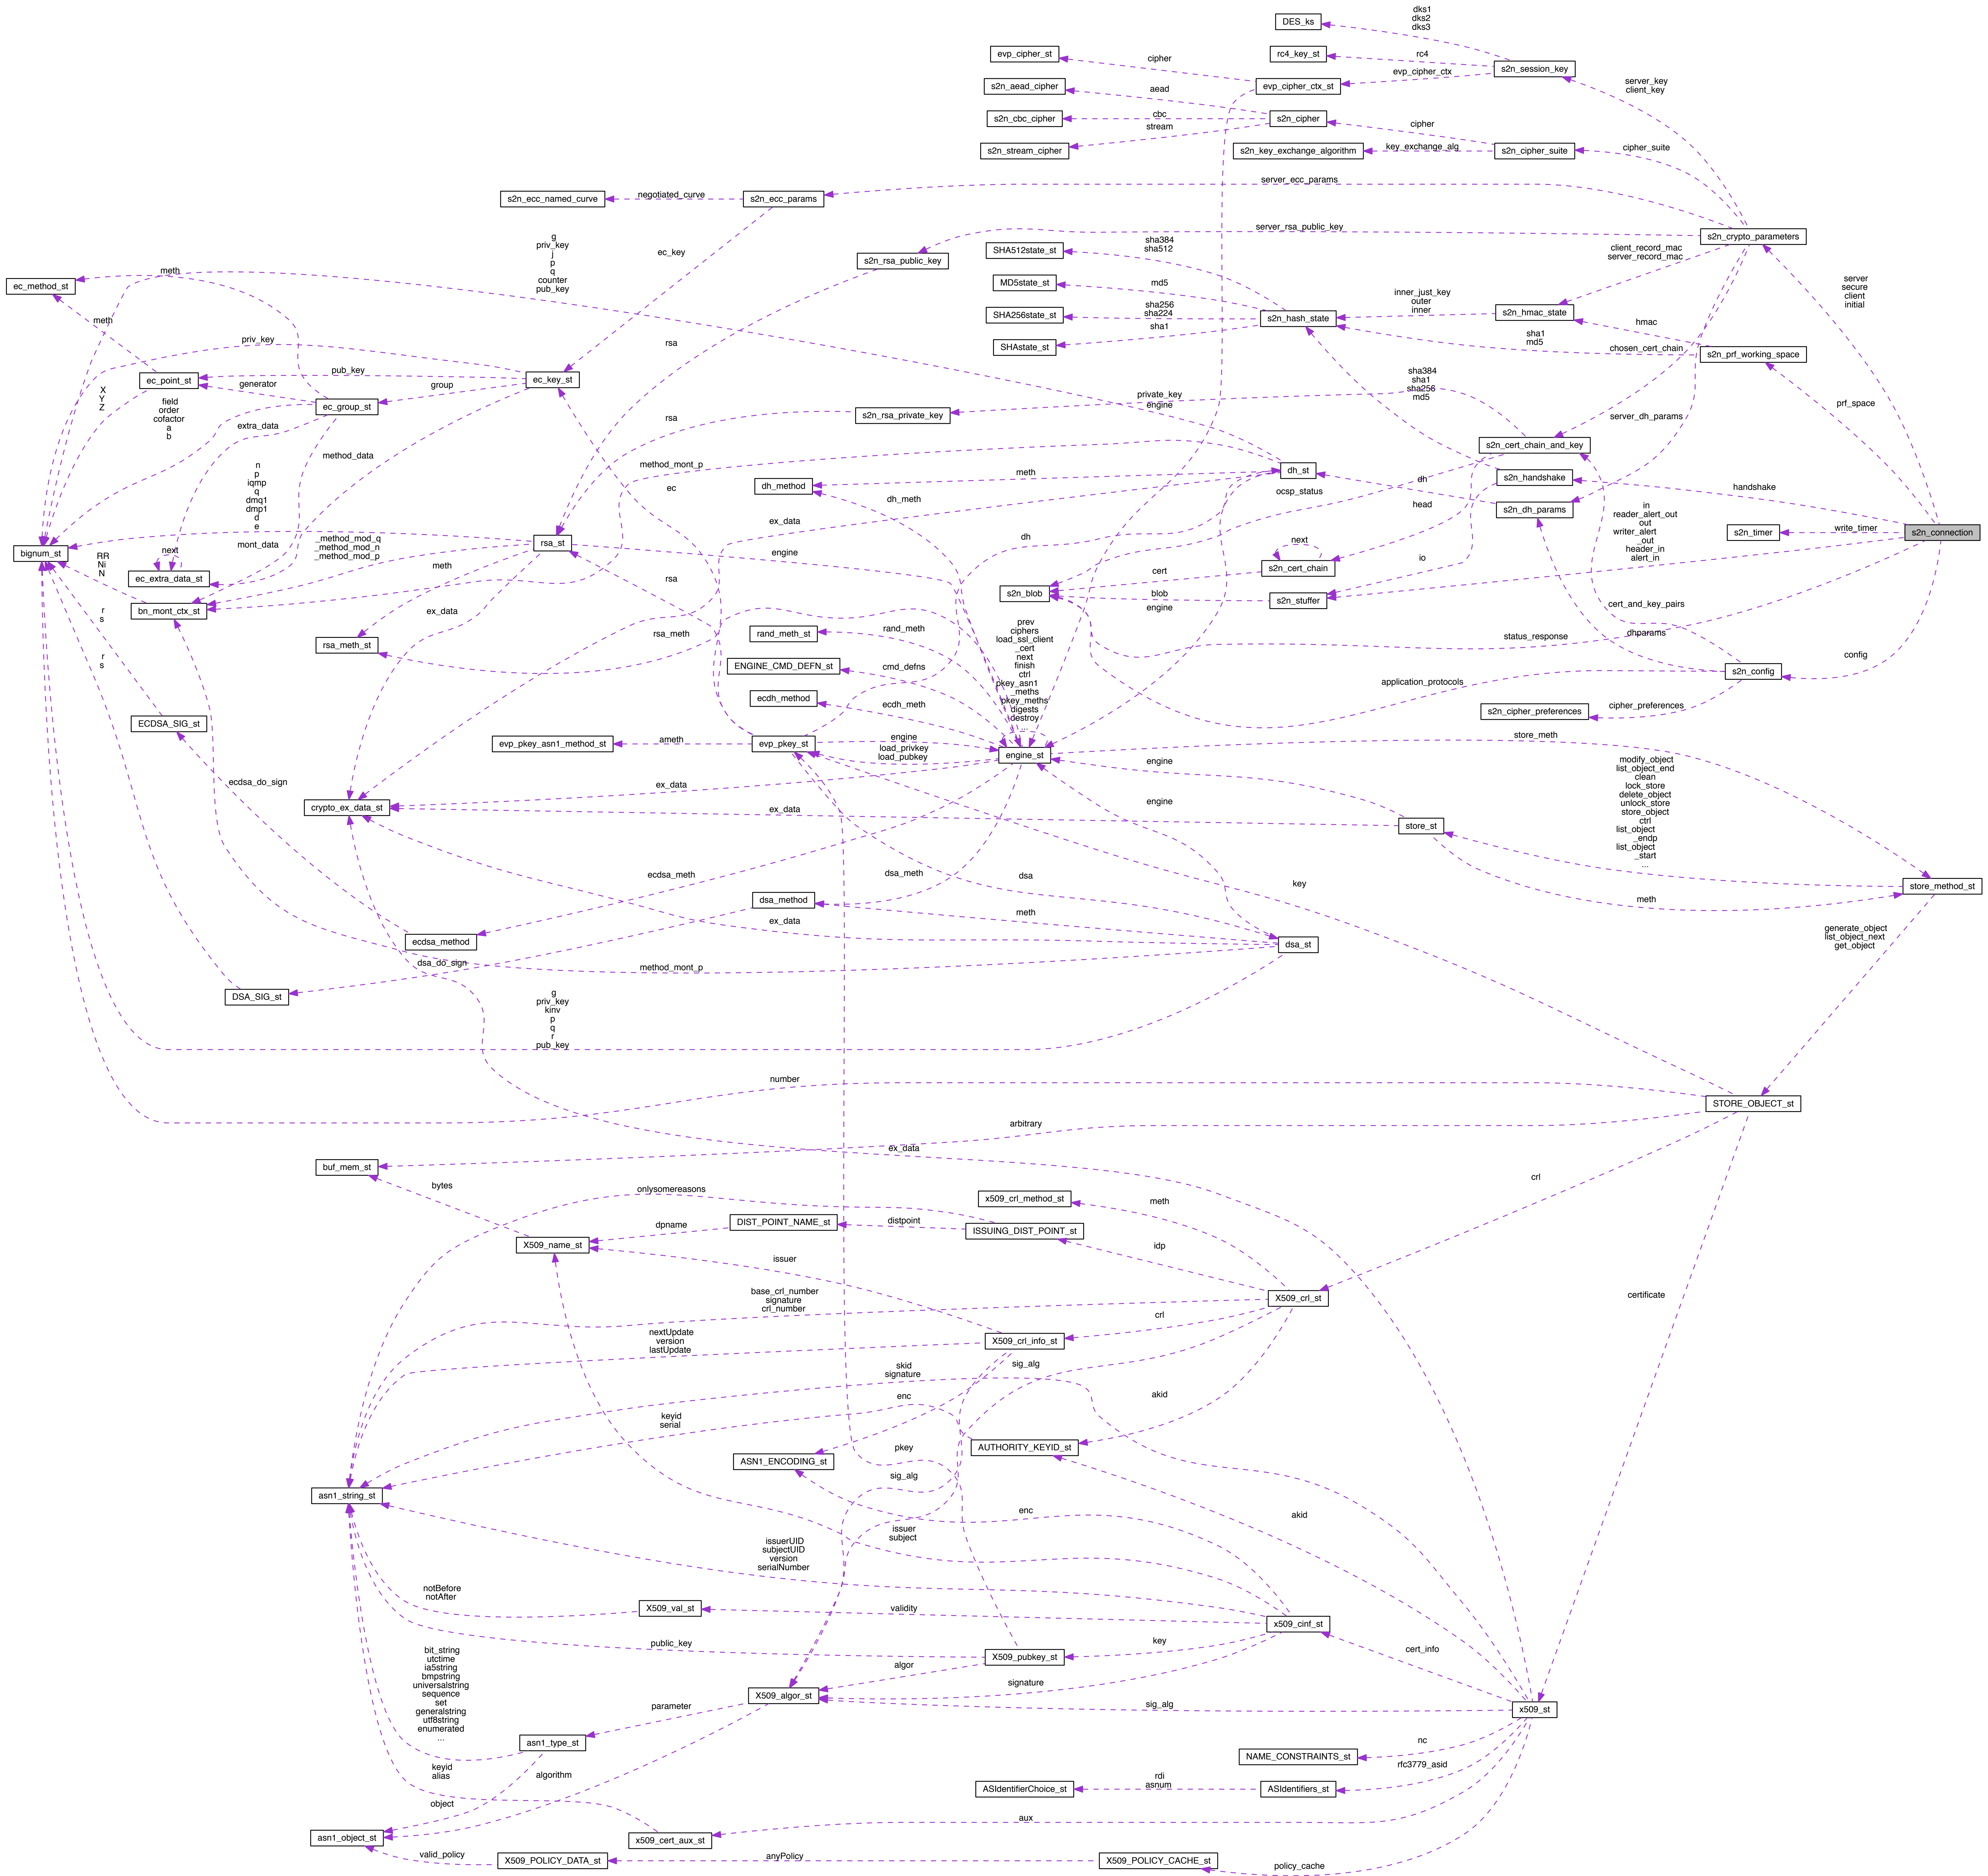 dks1
dks2
dks3
DES_ks
rc4_key_st
rc4
evp_cipher_st
cipher
evp_cipher_ctx
s2n_session_key
s2n_aead_cipher
aead
evp_cipher_ctx_st
server_key
client_key
s2n_cbc_cipher
cbc
s2n_cipher
cipher
stream
s2n_stream_cipher
s2n_key_exchange_algorithm
key_exchange_alg
s2n_cipher_suite
cipher_suite
server_ecc_params
s2n_ecc_named_curve
negotiated_curve
s2n_ecc_params
server_rsa_public_key
s2n_crypto_parameters
g
priv_key
j
p
q
counter
pub_key
ec_key
s2n_rsa_public_key
SHA512state_st
sha384
sha512
client_record_mac
server_record_mac
meth
ec_method_st
MD5state_st
md5
server
secure
client
initial
inner_just_key
outer
inner
s2n_hmac_state
SHA256state_st
sha256
sha224
s2n_hash_state
hmac
meth
SHAstate_st
sha1
sha1
md5
chosen_cert_chain
s2n_prf_working_space
priv_key
rsa
ec_point_st
pub_key
ec_key_st
generator
group
sha384
sha1
sha256
md5
X
Y
Z
field
order
cofactor
a
b
ec_group_st
private_key
engine
prf_space
rsa
s2n_rsa_private_key
server_dh_params
extra_data
s2n_cert_chain_and_key
method_data
method_mont_p
n
p
iqmp
q
dmq1
dmp1
d
e
ec
dh_method
meth
dh_st
dh
s2n_handshake
handshake
dh_meth
ocsp_status
head
s2n_dh_params
in
reader_alert_out
out
writer_alert
_out
header_in
alert_in
ex_data
mont_data
_method_mod_q
_method_mod_n
_method_mod_p
rsa_st
dh
write_timer
s2n_timer
s2n_connection
bignum_st
RR
Ni
N
next
engine
next
io
ec_extra_data_st
meth
s2n_cert_chain
cert
rsa
s2n_blob
blob
s2n_stuffer
cert_and_key_pairs
bn_mont_ctx_st
ex_data
engine
r
s
rsa_meth_st
rsa_meth
rand_meth_st
rand_meth
prev
ciphers
load_ssl_client
_cert
next
finish
ctrl
pkey_asn1
_meths
pkey_meths
digests
destroy
...
status_response
dhparams
config
r
s
ENGINE_CMD_DEFN_st
cmd_defns
s2n_config
application_protocols
ecdh_method
ecdh_meth
s2n_cipher_preferences
cipher_preferences
ECDSA_SIG_st
evp_pkey_asn1_method_st
ameth
evp_pkey_st
engine
load_privkey
load_pubkey
engine_st
store_meth
engine
modify_object
list_object_end
clean
lock_store
delete_object
unlock_store
store_object
ctrl
list_object
_endp
list_object
_start
...
ecdsa_do_sign
ex_data
crypto_ex_data_st
ex_data
engine
store_st
ecdsa_meth
dsa_meth
dsa
key
store_method_st
meth
dsa_method
meth
ex_data
ecdsa_method
dsa_st
generate_object
list_object_next
get_object
dsa_do_sign
method_mont_p
DSA_SIG_st
g
priv_key
kinv
p
q
r
pub_key
number
STORE_OBJECT_st
arbitrary
ex_data
buf_mem_st
bytes
onlysomereasons
x509_crl_method_st
meth
crl
DIST_POINT_NAME_st
distpoint
ISSUING_DIST_POINT_st
dpname
X509_name_st
idp
issuer
base_crl_number
signature
crl_number
X509_crl_st
certificate
crl
nextUpdate
version
lastUpdate
X509_crl_info_st
skid
signature
sig_alg
enc
akid
keyid
serial
AUTHORITY_KEYID_st
pkey
ASN1_ENCODING_st
sig_alg
asn1_string_st
enc
akid
issuer
subject
issuerUID
subjectUID
version
serialNumber
notBefore
notAfter
X509_val_st
validity
x509_cinf_st
public_key
key
cert_info
bit_string
utctime
ia5string
bmpstring
universalstring
sequence
set
generalstring
utf8string
enumerated
...
X509_pubkey_st
algor
signature
X509_algor_st
parameter
sig_alg
x509_st
asn1_type_st
nc
NAME_CONSTRAINTS_st
keyid
alias
algorithm
rfc3779_asid
ASIdentifierChoice_st
rdi
asnum
ASIdentifiers_st
object
aux
asn1_object_st
x509_cert_aux_st
valid_policy
X509_POLICY_DATA_st
anyPolicy
X509_POLICY_CACHE_st
policy_cache